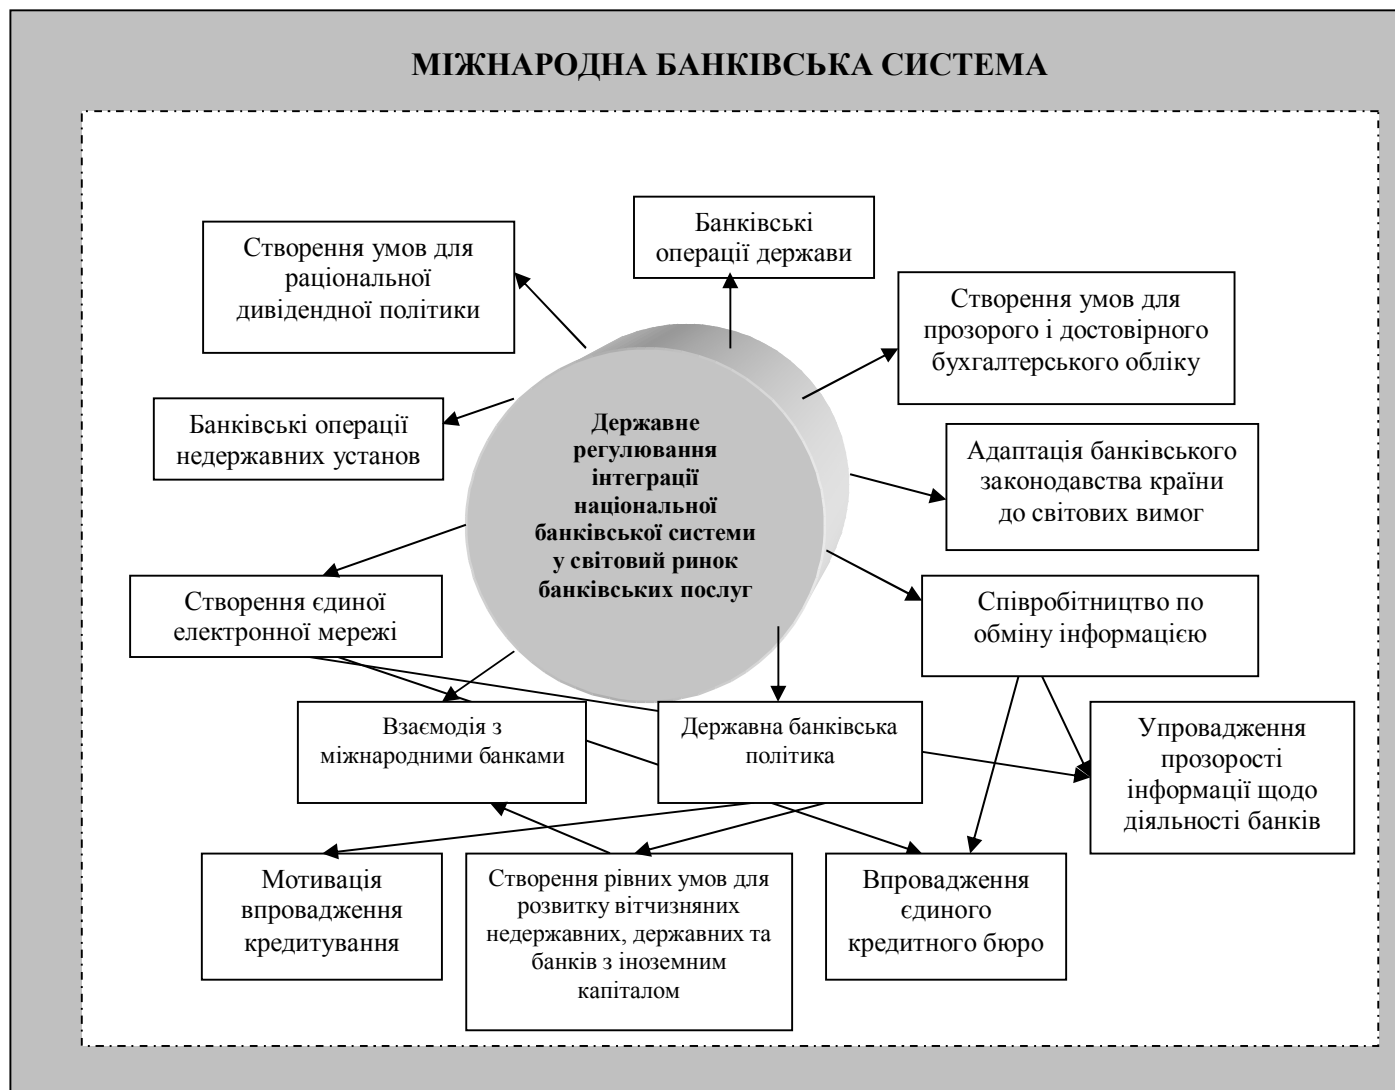 МІЖНАРОДНА БАНКІВСЬКА СИСТЕМА
Банківські
операції держави
Створення умов для
раціональної
дивідендної політики
Створення умов для
прозорого і достовірного
бухгалтерського обліку
Банківські операції
недержавних установ
Державне
регулювання
інтеграції
національної
банківської системи
у світовий ринок
банківських послуг
Адаптація банківського
законодавства країни
до світових вимог
Створення єдиної
електронної мережі
Співробітництво по
обміну інформацією
Взаємодія з
міжнародними банками
Державна банківська
політика
Упровадження
прозорості
інформації щодо
діяльності банків
Мотивація
впровадження
кредитування
Створення рівних умов для
розвитку вітчизняних
недержавних, державних та
банків з іноземним
капіталом
Впровадження
єдиного
кредитного бюро